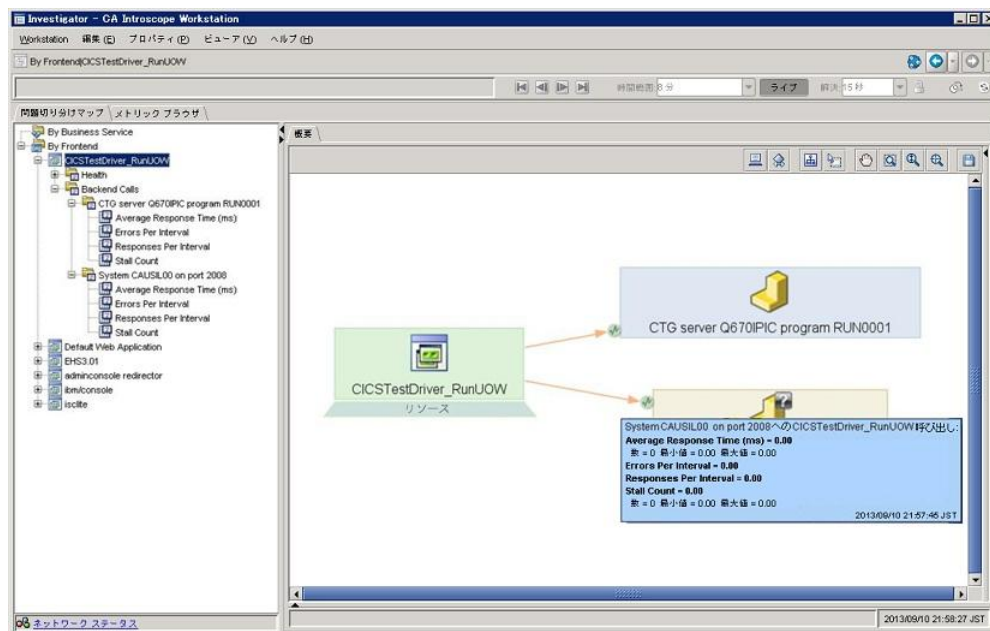 Investigator - CA Introscope Workstation
Workstation 編集(E) プロパティ(P) ビューア(V) ヘルプ(H)
By Frontend|CICSTestDriver_RunUOW
時間範囲 8 分 ライブ 解決 15 秒
問題切り分けマップ メトリック ブラウザ
By Business Service
By Frontend
CICSTestDriver_RunUOW
Health
Backend Calls
CTG server Q670IPIC program RUN0001
Average Response Time (ms)
Errors Per Interval
Responses Per Interval
Stall Count
System CAUSIL00 on port 2008
Average Response Time (ms)
Errors Per Interval
Responses Per Interval
Stall Count
Default Web Application
EHS3.01
adminconsole redirector
ibm/console
isclite
ネットワーク ステータス
概要
CTG server Q670IPIC program RUN0001
CICSTestDriver_RunUOW
リソース
System CAUSIL00 on port 2008へのCICSTestDriver_RunUOW呼び出し:
Average Response Time (ms) = 0.00
数 = 0 最小値 = 0.00 最大値 = 0.00
Errors Per Interval = 0.00
Responses Per Interval = 0.00
Stall Count = 0.00
数 = 0 最小値 = 0.00 最大値 = 0.00
2013/09/10 21:57:45 JST
2013/09/10 21:58:27 JST